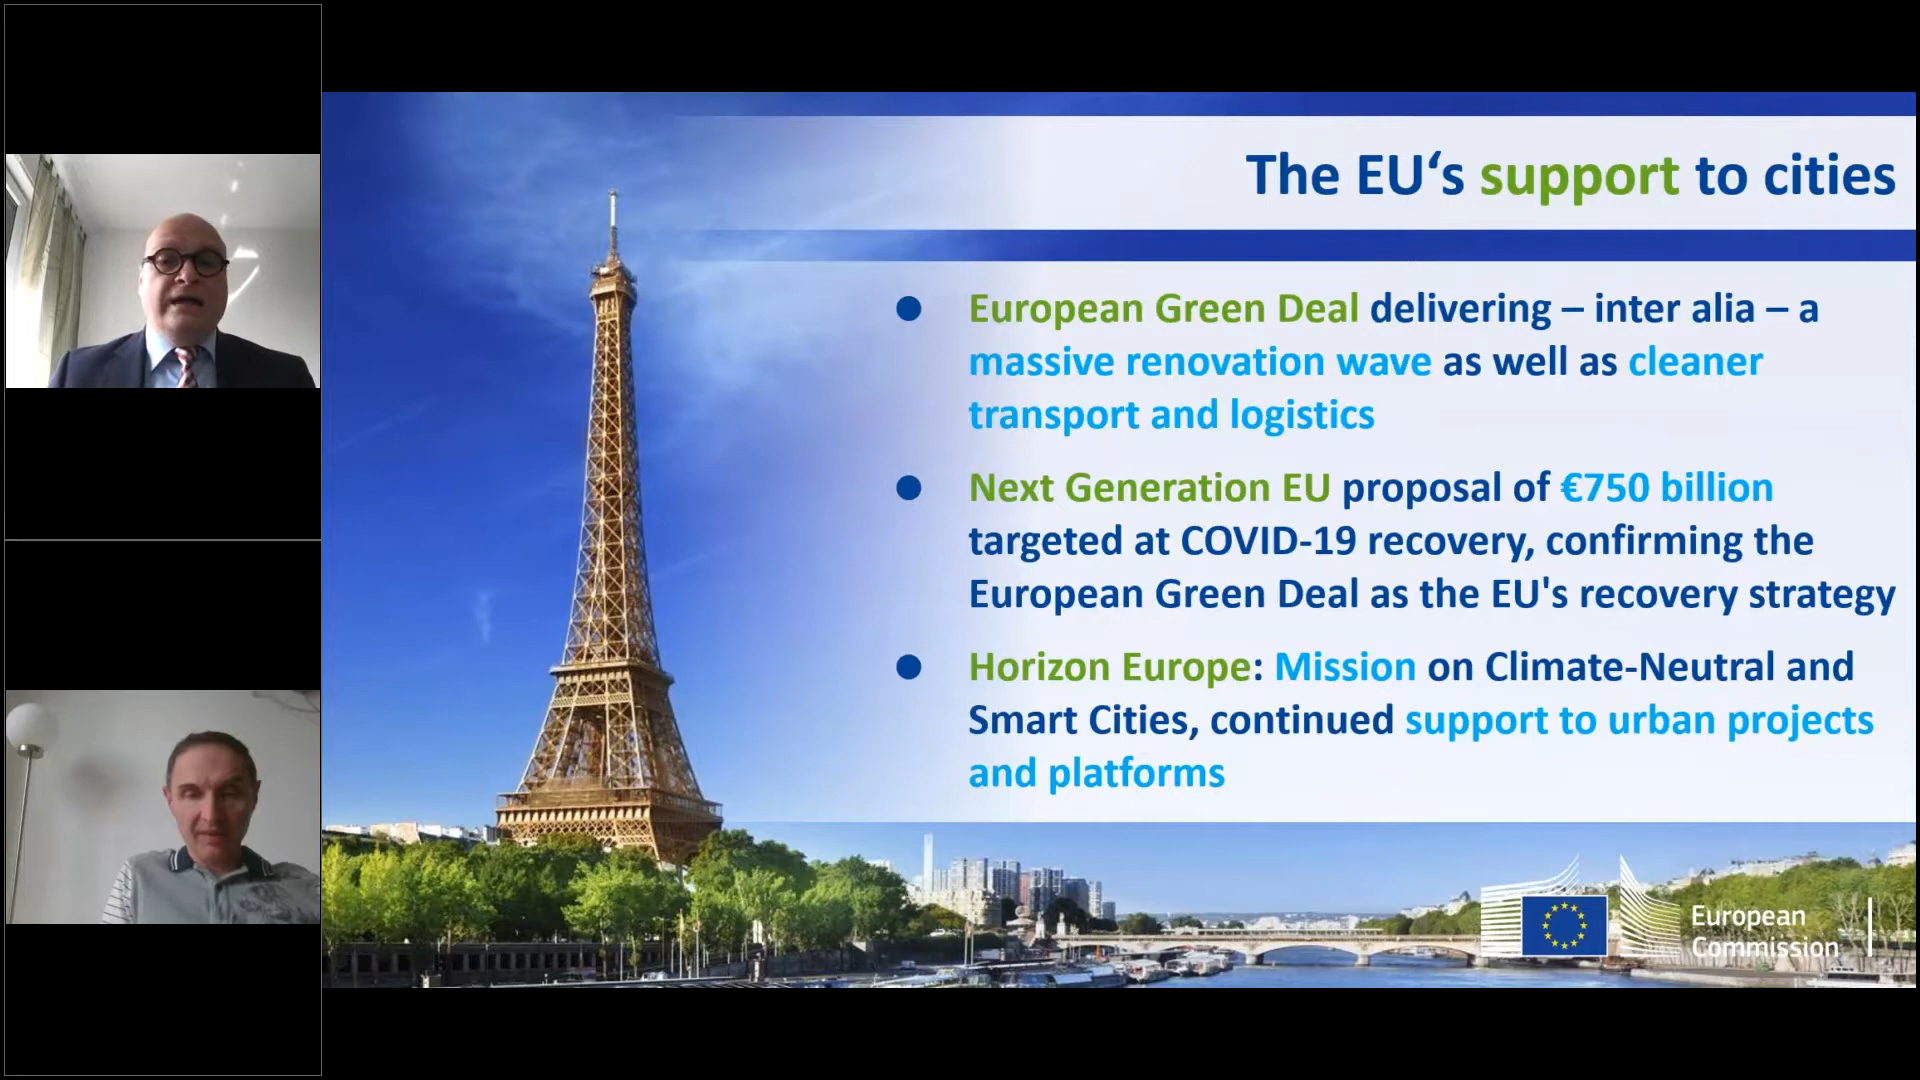 The EU‘s support to cities
European Green Deal delivering – inter alia – a
massive renovation wave as well as cleaner
transport and logistics
Next Generation EU proposal of €750 billion
targeted at COVID-19 recovery, confirming the
European Green Deal as the EU's recovery strategy
Horizon Europe: Mission on Climate-Neutral and
Smart Cities, continued support to urban projects
and platforms
European
Commission